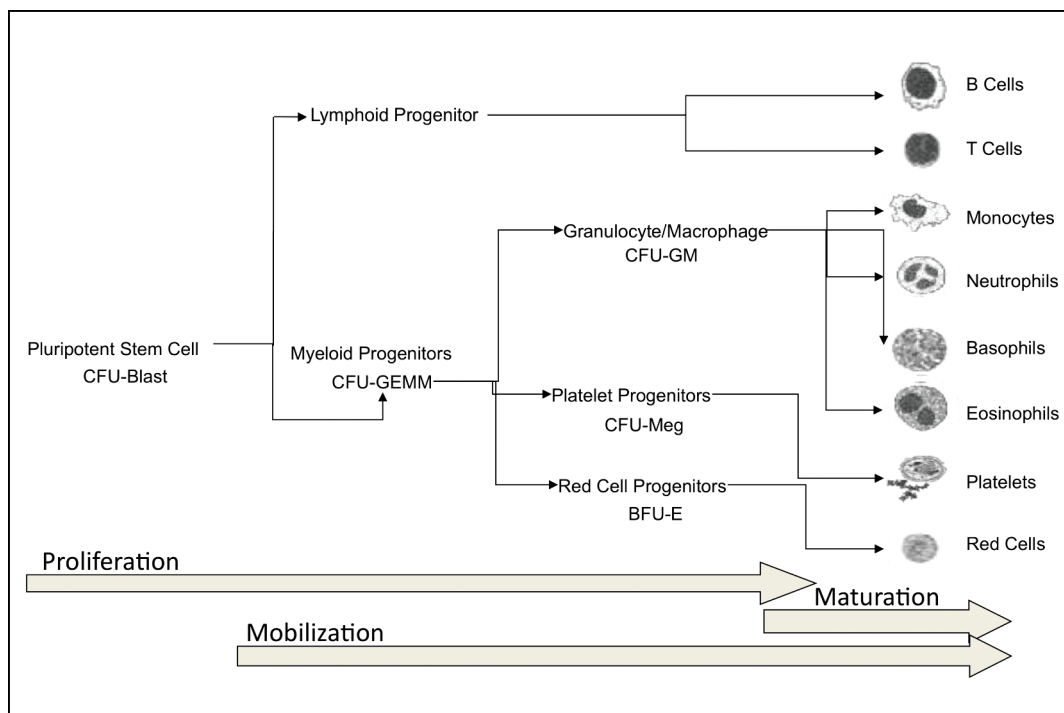 B Cells
Lymphoid Progenitor
T Cells
Monocytes
Granulocyte/Macrophage
CFU-GM
Neutrophils
Pluripotent Stem Cell
CFU-Blast
Myeloid Progenitors
CFU-GEMM
Basophils
Platelet Progenitors
CFU-Meg
Eosinophils
Red Cell Progenitors
BFU-E
Platelets
Red Cells
Proliferation
Maturation
Mobilization